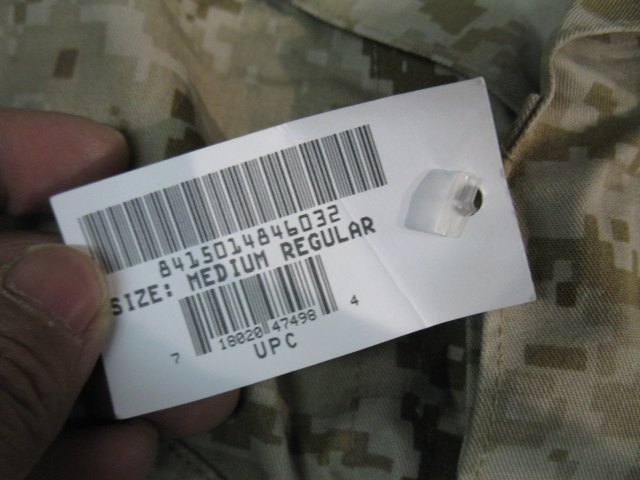 8415014846032
SIZE: MEDIUM REGULAR
7 18020 47498 4
UPC